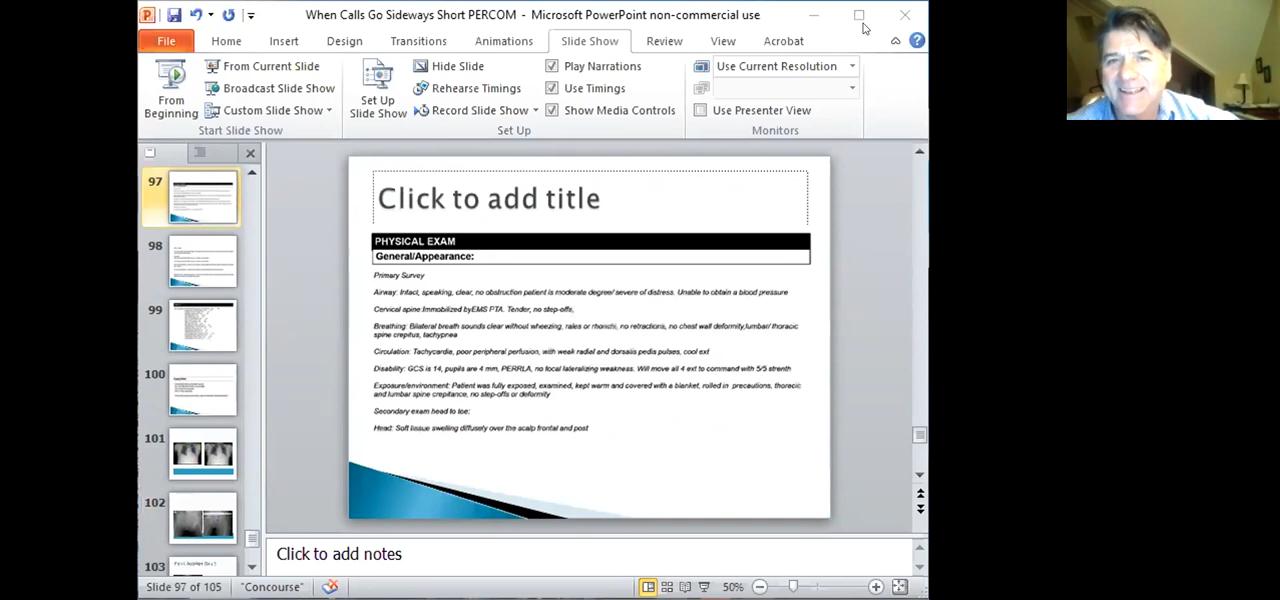 When Calls Go Sideways Short PERCOM - Microsoft PowerPoint non-commercial use
File Home Insert Design Transitions Animations Slide Show Review View Acrobat
From Beginning
From Current Slide
Broadcast Slide Show
Custom Slide Show
Start Slide Show
Set Up Slide Show
Hide Slide
Rehearse Timings
Record Slide Show
Play Narrations
Use Timings
Show Media Controls
Set Up
Use Current Resolution
Use Presenter View
Monitors
97
98
99
100
101
102
103
Click to add title
PHYSICAL EXAM
General/Appearance:
Primary Survey
Airway: Intact, speaking, clear, no obstruction patient is moderate degree/ severe of distress. Unable to obtain a blood pressure
Cervical spine:Immobilized byEMS PTA. Tender, no step-offs,
Breathing: Bilateral breath sounds clear without wheezing, rales or rhonchi, no retractions, no chest wall deformity,lumbar/ thoracic
spine crepitus, tachypnea
Circulation: Tachycardia, poor peripheral perfusion, with weak radial and dorsalis pedis pulses, cool ext
Disability: GCS is 14, pupils are 4 mm, PERRLA, no focal lateralizing weakness. Will move all 4 ext to command with 5/5 strenth
Exposure/environment: Patient was fully exposed, examined, kept warm and covered with a blanket, rolled in precautions, thorecic
and lumbar spine crepitance, no step-offs or deformity
Secondary exam head to toe:
Head: Soft tissue swelling diffusely over the scalp frontal and post
Click to add notes
Slide 97 of 105 "Concourse" 50%